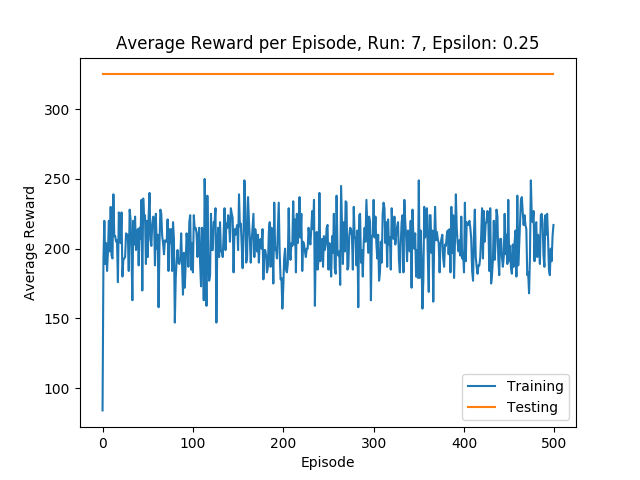 Average Reward per Episode, Run: 7, Epsilon: 0.25
300
250
200
150
100
Average Reward
0
100
200
300
400
500
Episode
Training
Testing